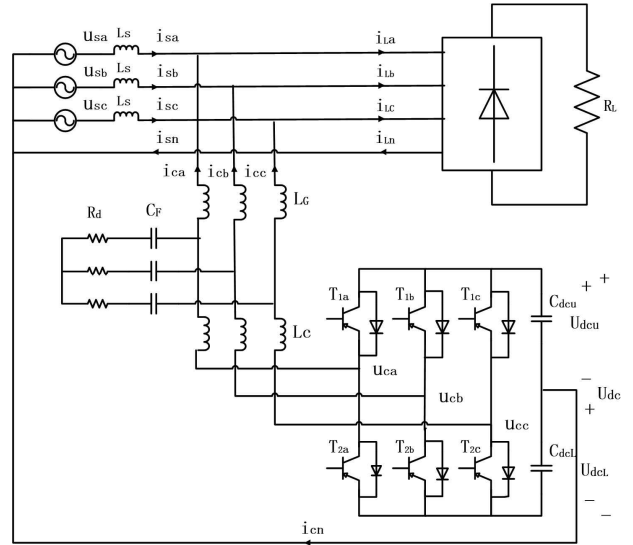 usa Ls isa iLa
usb Ls isb iLb
usc Ls isc iLC
isn iLn
RL
ica icb icc
LG
Rd CF
LC
T1a T1b T1c
Cdcu + +
Udcu
uca
ucb
ucc
− Udc
+
T2a T2b T2c
CdcL
UdcL
− −
icn